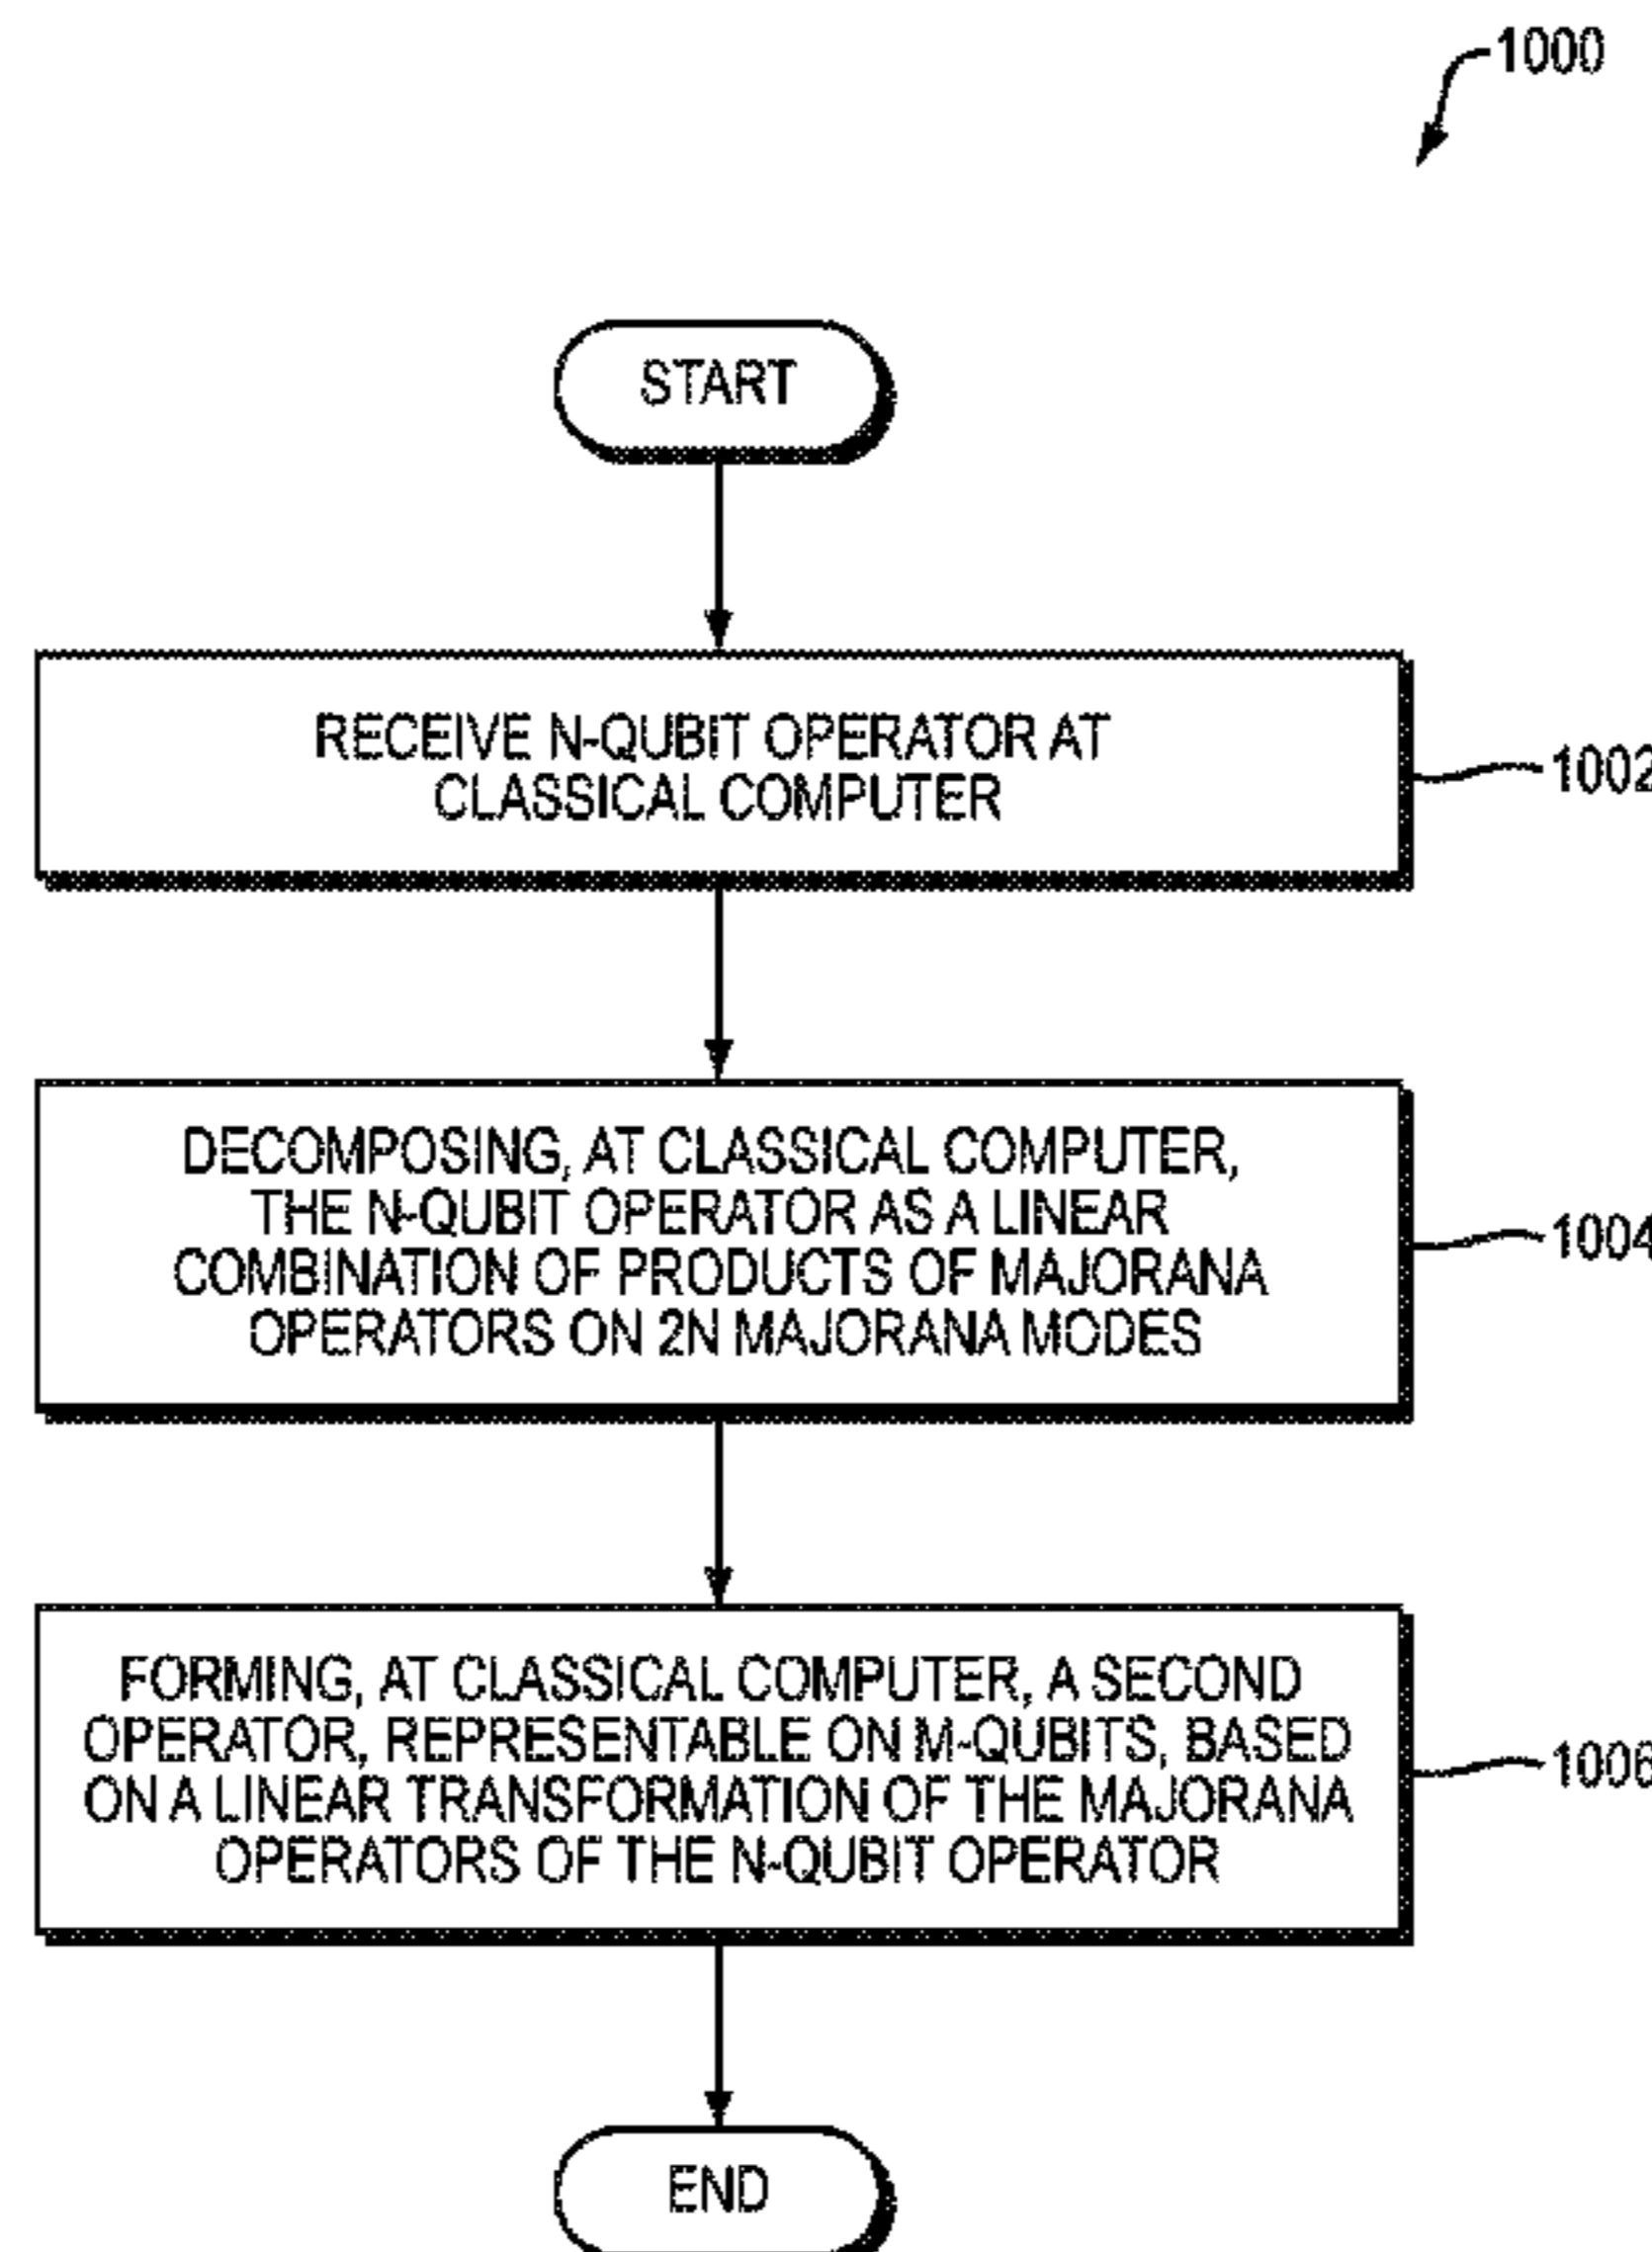 1000
START
RECEIVE N-QUBIT OPERATOR AT
CLASSICAL COMPUTER
1002
DECOMPOSING, AT CLASSICAL COMPUTER,
THE N-QUBIT OPERATOR AS A LINEAR
COMBINATION OF PRODUCTS OF MAJORANA
OPERATORS ON 2N MAJORANA MODES
1004
FORMING, AT CLASSICAL COMPUTER, A SECOND
OPERATOR, REPRESENTABLE ON M-QUBITS, BASED
ON A LINEAR TRANSFORMATION OF THE MAJORANA
OPERATORS OF THE N-QUBIT OPERATOR
1006
END